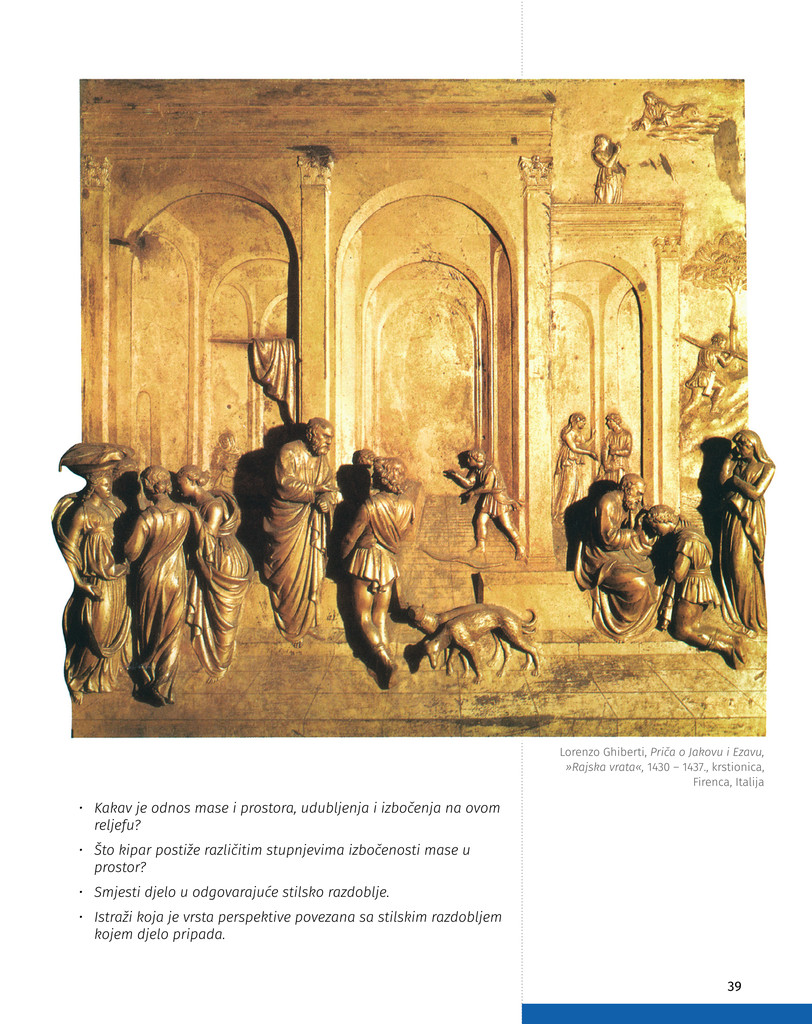 Lorenzo Ghiberti, Priča o Jakovu i Ezavu,
»Rajska vrata«, 1430 – 1437., krstionica,
Firenca, Italija
• Kakav je odnos mase i prostora, udubljenja i izbočenja na ovom
reljefu?
• Što kipar postiže različitim stupnjevima izbočenosti mase u
prostor?
• Smjesti djelo u odgovarajuće stilsko razdoblje.
• Istraži koja je vrsta perspektive povezana sa stilskim razdobljem
kojem djelo pripada.
39